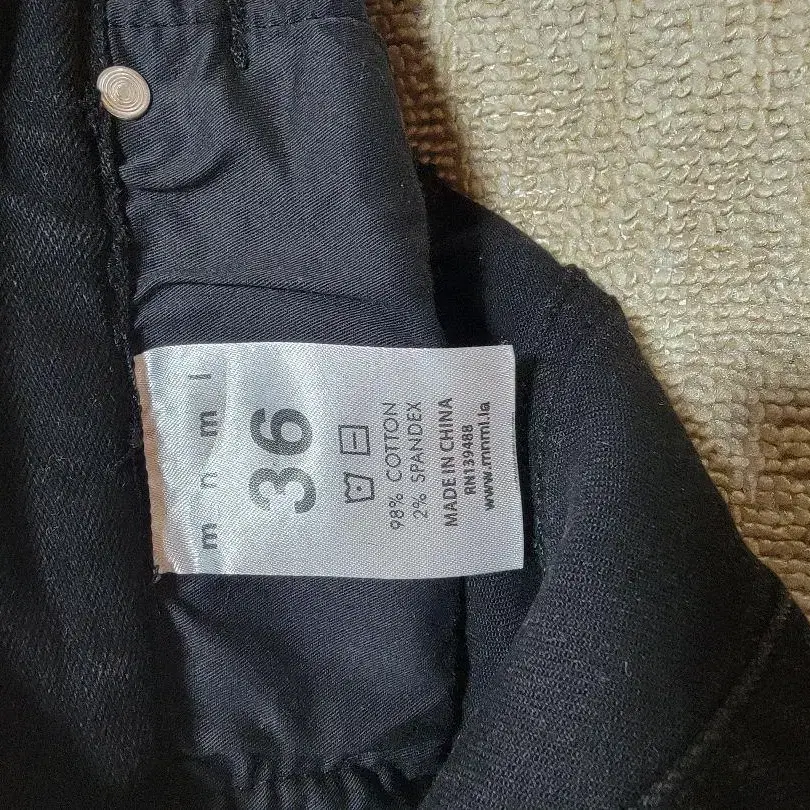 m n m l
36
98% COTTON
2% SPANDEX
MADE IN CHINA
RN139488
www.mnml.la